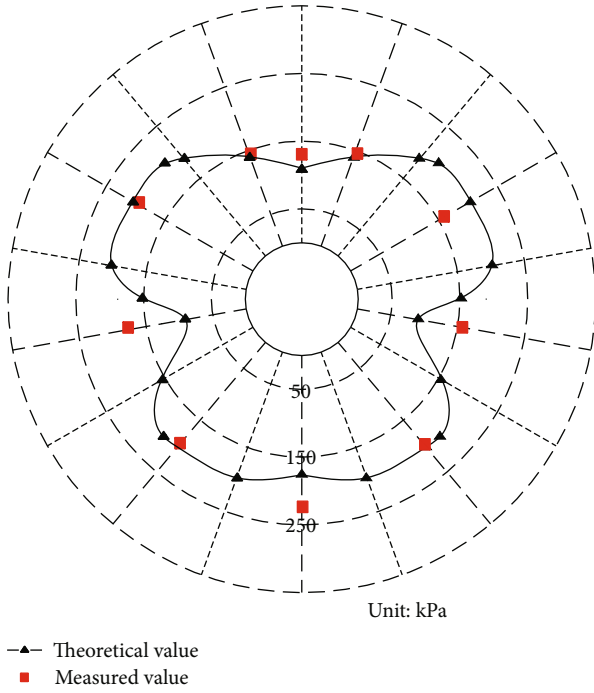 50
150
250
Unit: kPa
Theoretical value
Measured value